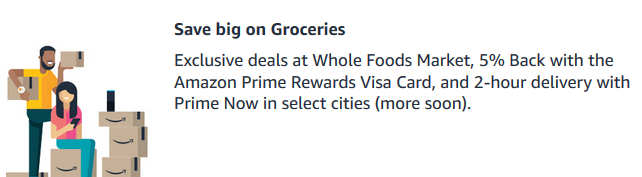 Save big on Groceries
Exclusive deals at Whole Foods Market, 5% Back with the
Amazon Prime Rewards Visa Card, and 2-hour delivery with
Prime Now in select cities (more soon).